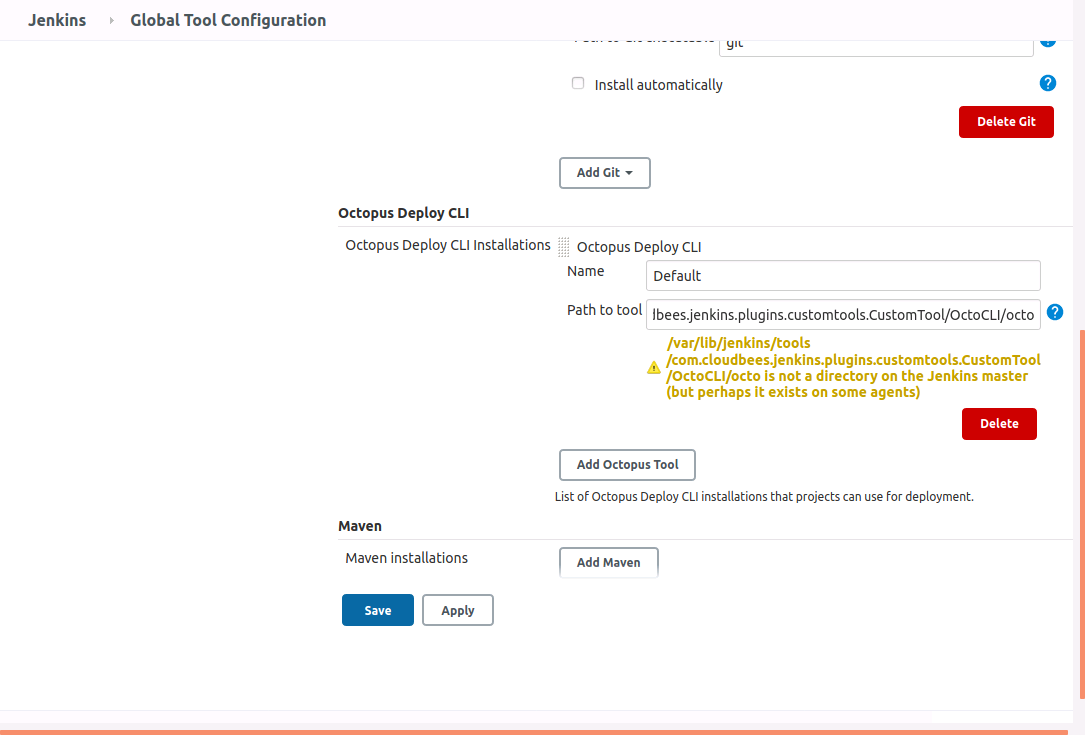 Jenkins
Global Tool Configuration
git
Install automatically
Delete Git
Add Git
Octopus Deploy CLI
Octopus Deploy CLI Installations
Octopus Deploy CLI
Name
Default
Path to tool
bees.jenkins.plugins.customtools.CustomTool/OctoCLI/octo
/var/lib/jenkins/tools
/com.cloudbees.jenkins.plugins.customtools.CustomTool
/OctoCLI/octo is not a directory on the Jenkins master
(but perhaps it exists on some agents)
Delete
Add Octopus Tool
List of Octopus Deploy CLI installations that projects can use for deployment.
Maven
Maven installations
Add Maven
Save
Apply